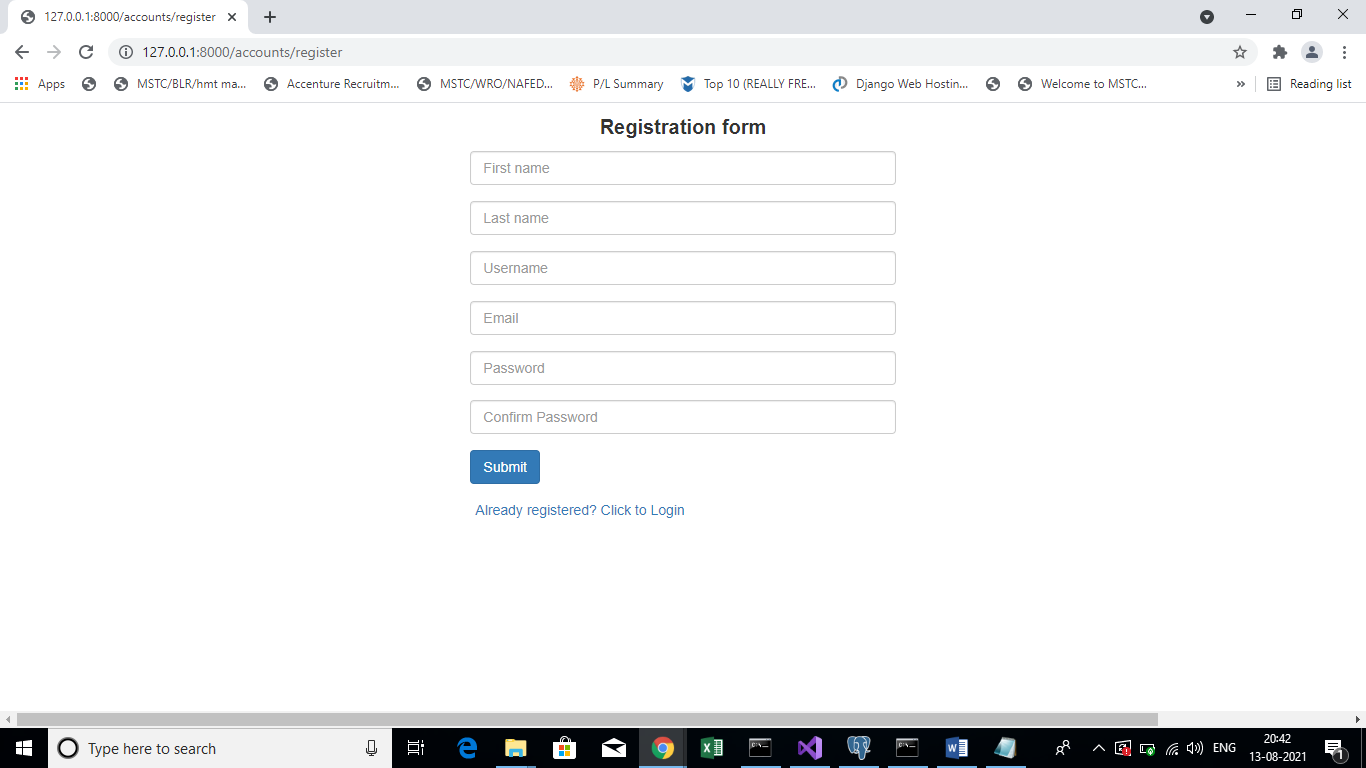 127.0.0.1:8000/accounts/register
127.0.0.1:8000/accounts/register
Apps MSTC/BLR/hmt ma... Accenture Recruitm... MSTC/WRO/NAFED... P/L Summary Top 10 (REALLY FRE... Django Web Hostin... Welcome to MSTC... » Reading list
Registration form
First name
Last name
Username
Email
Password
Confirm Password
Submit
Already registered? Click to Login
Type here to search
ENG
20:42
13-08-2021
1